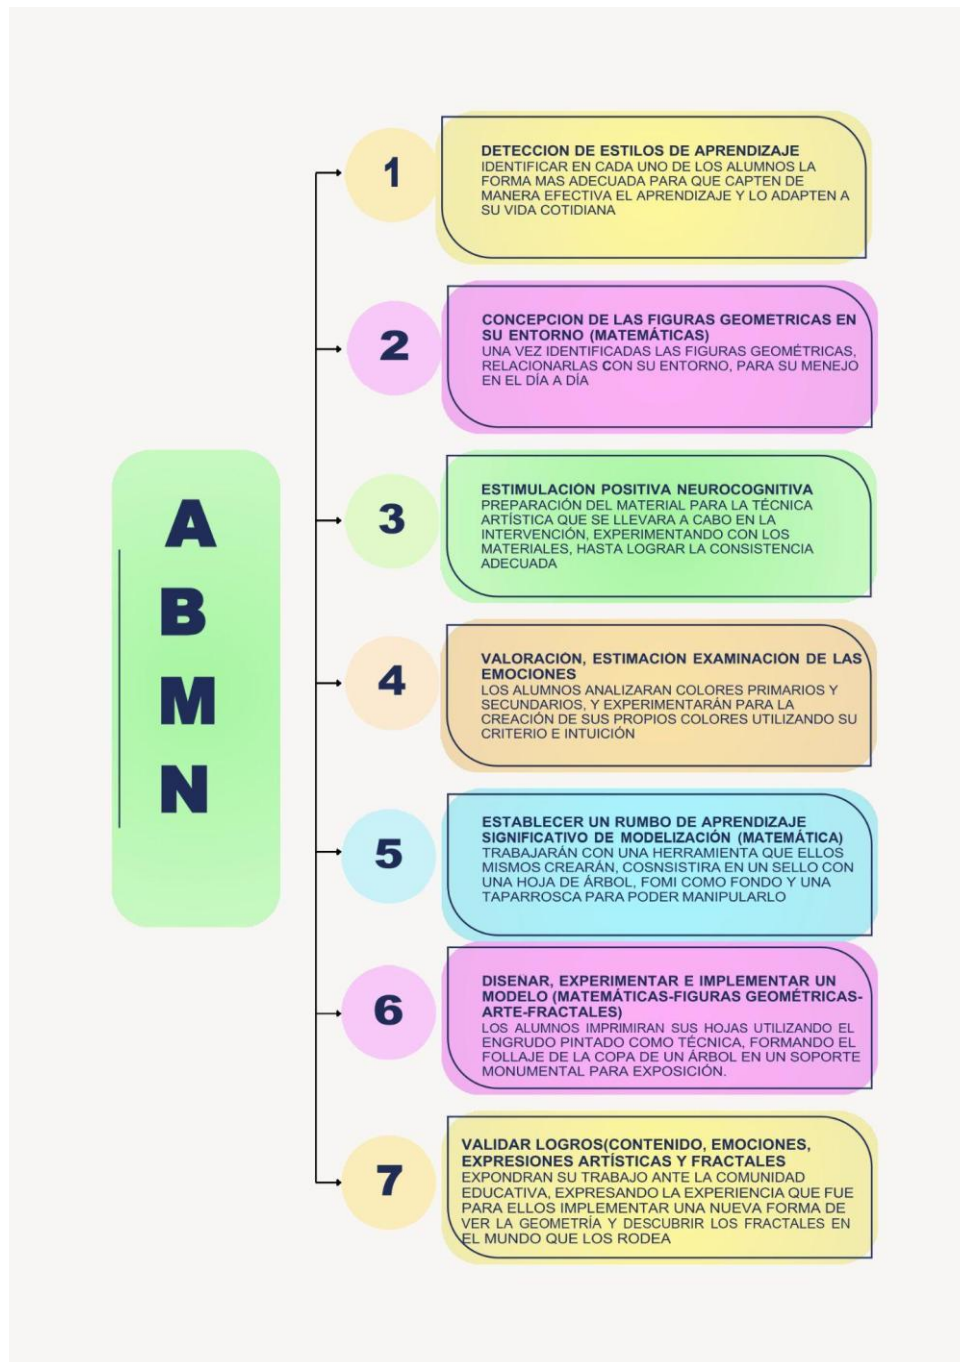 A
B
M
N
1
DETECCION DE ESTILOS DE APRENDIZAJE
IDENTIFICAR EN CADA UNO DE LOS ALUMNOS LA
FORMA MAS ADECUADA PARA QUE CAPTEN DE
MANERA EFECTIVA EL APRENDIZAJE Y LO ADAPTEN A
SU VIDA COTIDIANA
2
CONCEPCION DE LAS FIGURAS GEOMETRICAS EN
SU ENTORNO (MATEMÁTICAS)
UNA VEZ IDENTIFICADAS LAS FIGURAS GEOMÉTRICAS,
RELACIONARLAS CON SU ENTORNO, PARA SU MENEJO
EN EL DÍA A DÍA
3
ESTIMULACIÓN POSITIVA NEUROCOGNITIVA
PREPARACIÓN DEL MATERIAL PARA LA TÉCNICA
ARTÍSTICA QUE SE LLEVARA A CABO EN LA
INTERVENCIÓN, EXPERIMENTANDO CON LOS
MATERIALES, HASTA LOGRAR LA CONSISTENCIA
ADECUADA
4
VALORACIÓN, ESTIMACIÓN EXAMINACIÓN DE LAS
EMOCIONES
LOS ALUMNOS ANALIZARAN COLORES PRIMARIOS Y
SECUNDARIOS, Y EXPERIMENTARÁN PARA LA
CREACIÓN DE SUS PROPIOS COLORES UTILIZANDO SU
CRITERIO E INTUICIÓN
5
ESTABLECER UN RUMBO DE APRENDIZAJE
SIGNIFICATIVO DE MODELIZACIÓN (MATEMÁTICA)
TRABAJARÁN CON UNA HERRAMIENTA QUE ELLOS
MISMOS CREARÁN, COSNSISTIRA EN UN SELLO CON
UNA HOJA DE ÁRBOL, FOMI COMO FONDO Y UNA
TAPARROSCA PARA PODER MANIPULARLO
6
DISEÑAR, EXPERIMENTAR E IMPLEMENTAR UN
MODELO (MATEMÁTICAS-FIGURAS GEOMÉTRICAS-
ARTE-FRACTALES)
LOS ALUMNOS IMPRIMIRAN SUS HOJAS UTILIZANDO EL
ENGRUDO PINTADO COMO TÉCNICA, FORMANDO EL
FOLLAJE DE LA COPA DE UN ÁRBOL EN UN SOPORTE
MONUMENTAL PARA EXPOSICIÓN.
7
VALIDAR LOGROS(CONTENIDO, EMOCIONES,
EXPRESIONES ARTÍSTICAS Y FRACTALES
EXPONDRAN SU TRABAJO ANTE LA COMUNIDAD
EDUCATIVA, EXPRESANDO LA EXPERIENCIA QUE FUE
PARA ELLOS IMPLEMENTAR UNA NUEVA FORMA DE
VER LA GEOMETRÍA Y DESCUBRIR LOS FRACTALES EN
EL MUNDO QUE LOS RODEA